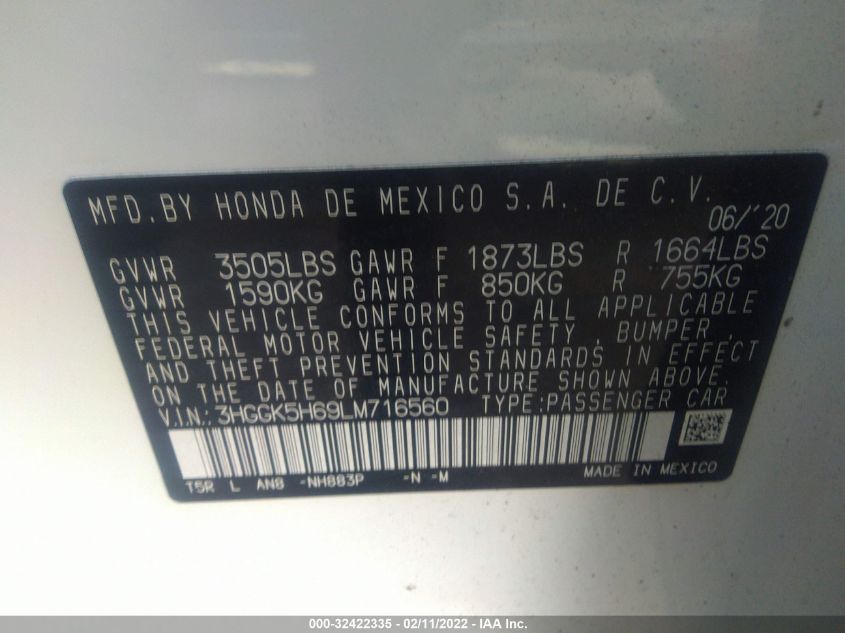 MFD.BY HONDA DE MEXICO S.A. DE C.V.
06/'20
GVWR 3505LBS GAWR F 1873LBS R 1664LBS
GVWR 1590KG GAWR F 850KG R 755KG
THIS VEHICLE CONFORMS TO ALL APPLICABLE
FEDERAL MOTOR VEHICLE SAFETY, BUMPER,
AND THEFT PREVENTION STANDARDS IN EFFECT
ON THE DATE OF MANUFACTURE SHOWN ABOVE.
V.I.N.: 3HGGK5H69LM716560 TYPE:PASSENGER CAR
MADE IN MEXICO
T5R L AN8 -NH883P -N -M
000-32422335 - 02/11/2022 - IAA Inc.